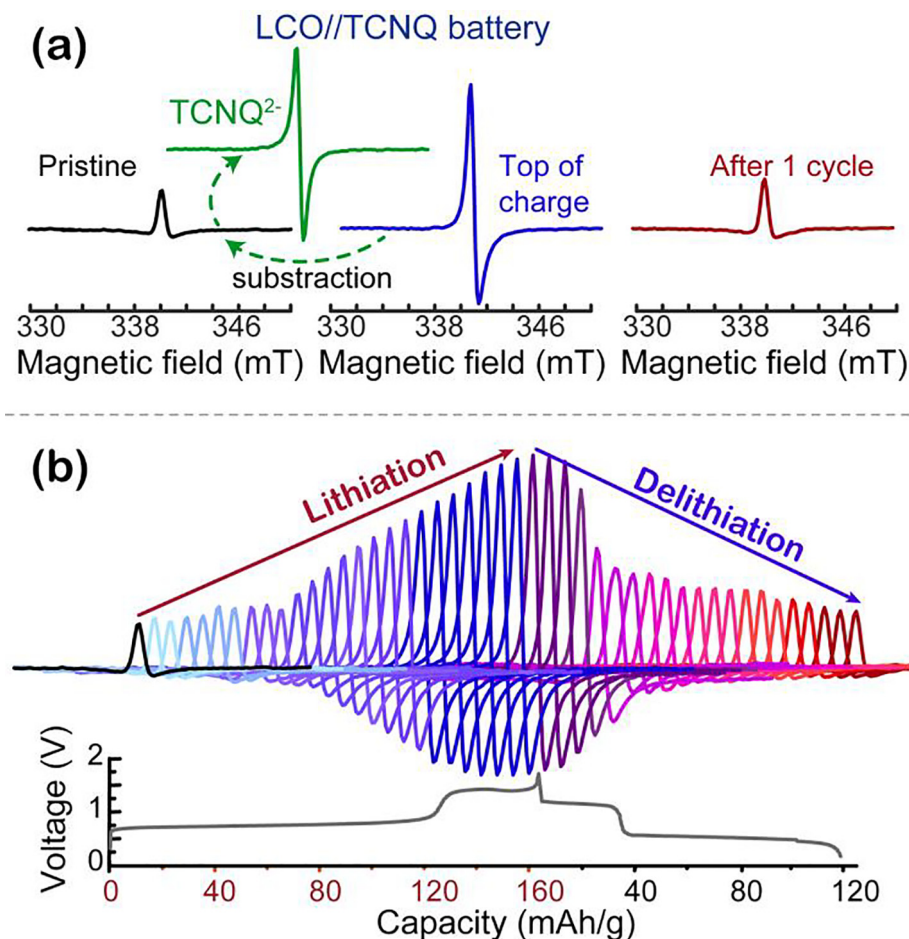 (a)
LCO//TCNQ battery
TCNQ²⁻
Pristine
Top of
charge
After 1 cycle
substraction
330 338 346
330 338 346
330 338 346
Magnetic field (mT)
Magnetic field (mT)
Magnetic field (mT)
(b)
Lithiation
Delithiation
Voltage (V)
2
1
0
0 40 80 120 160 40 80 120
Capacity (mAh/g)